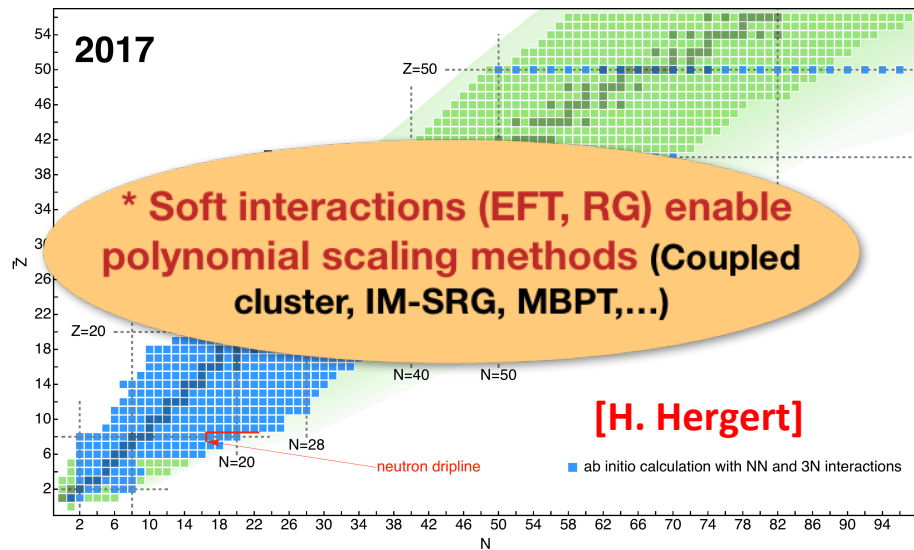 2017
54
50
46
42
38
34
30
26
22
18
14
10
6
2
Z
Z=50
* Soft interactions (EFT, RG) enable
polynomial scaling methods (Coupled
cluster, IM-SRG, MBPT,…)
Z=20
N=40
N=50
[H. Hergert]
N=28
N=20
neutron dripline
ab initio calculation with NN and 3N interactions
2 6 10 14 18 22 26 30 34 38 42 46 50 54 58 62 66 70 74 78 82 86 90 94
N